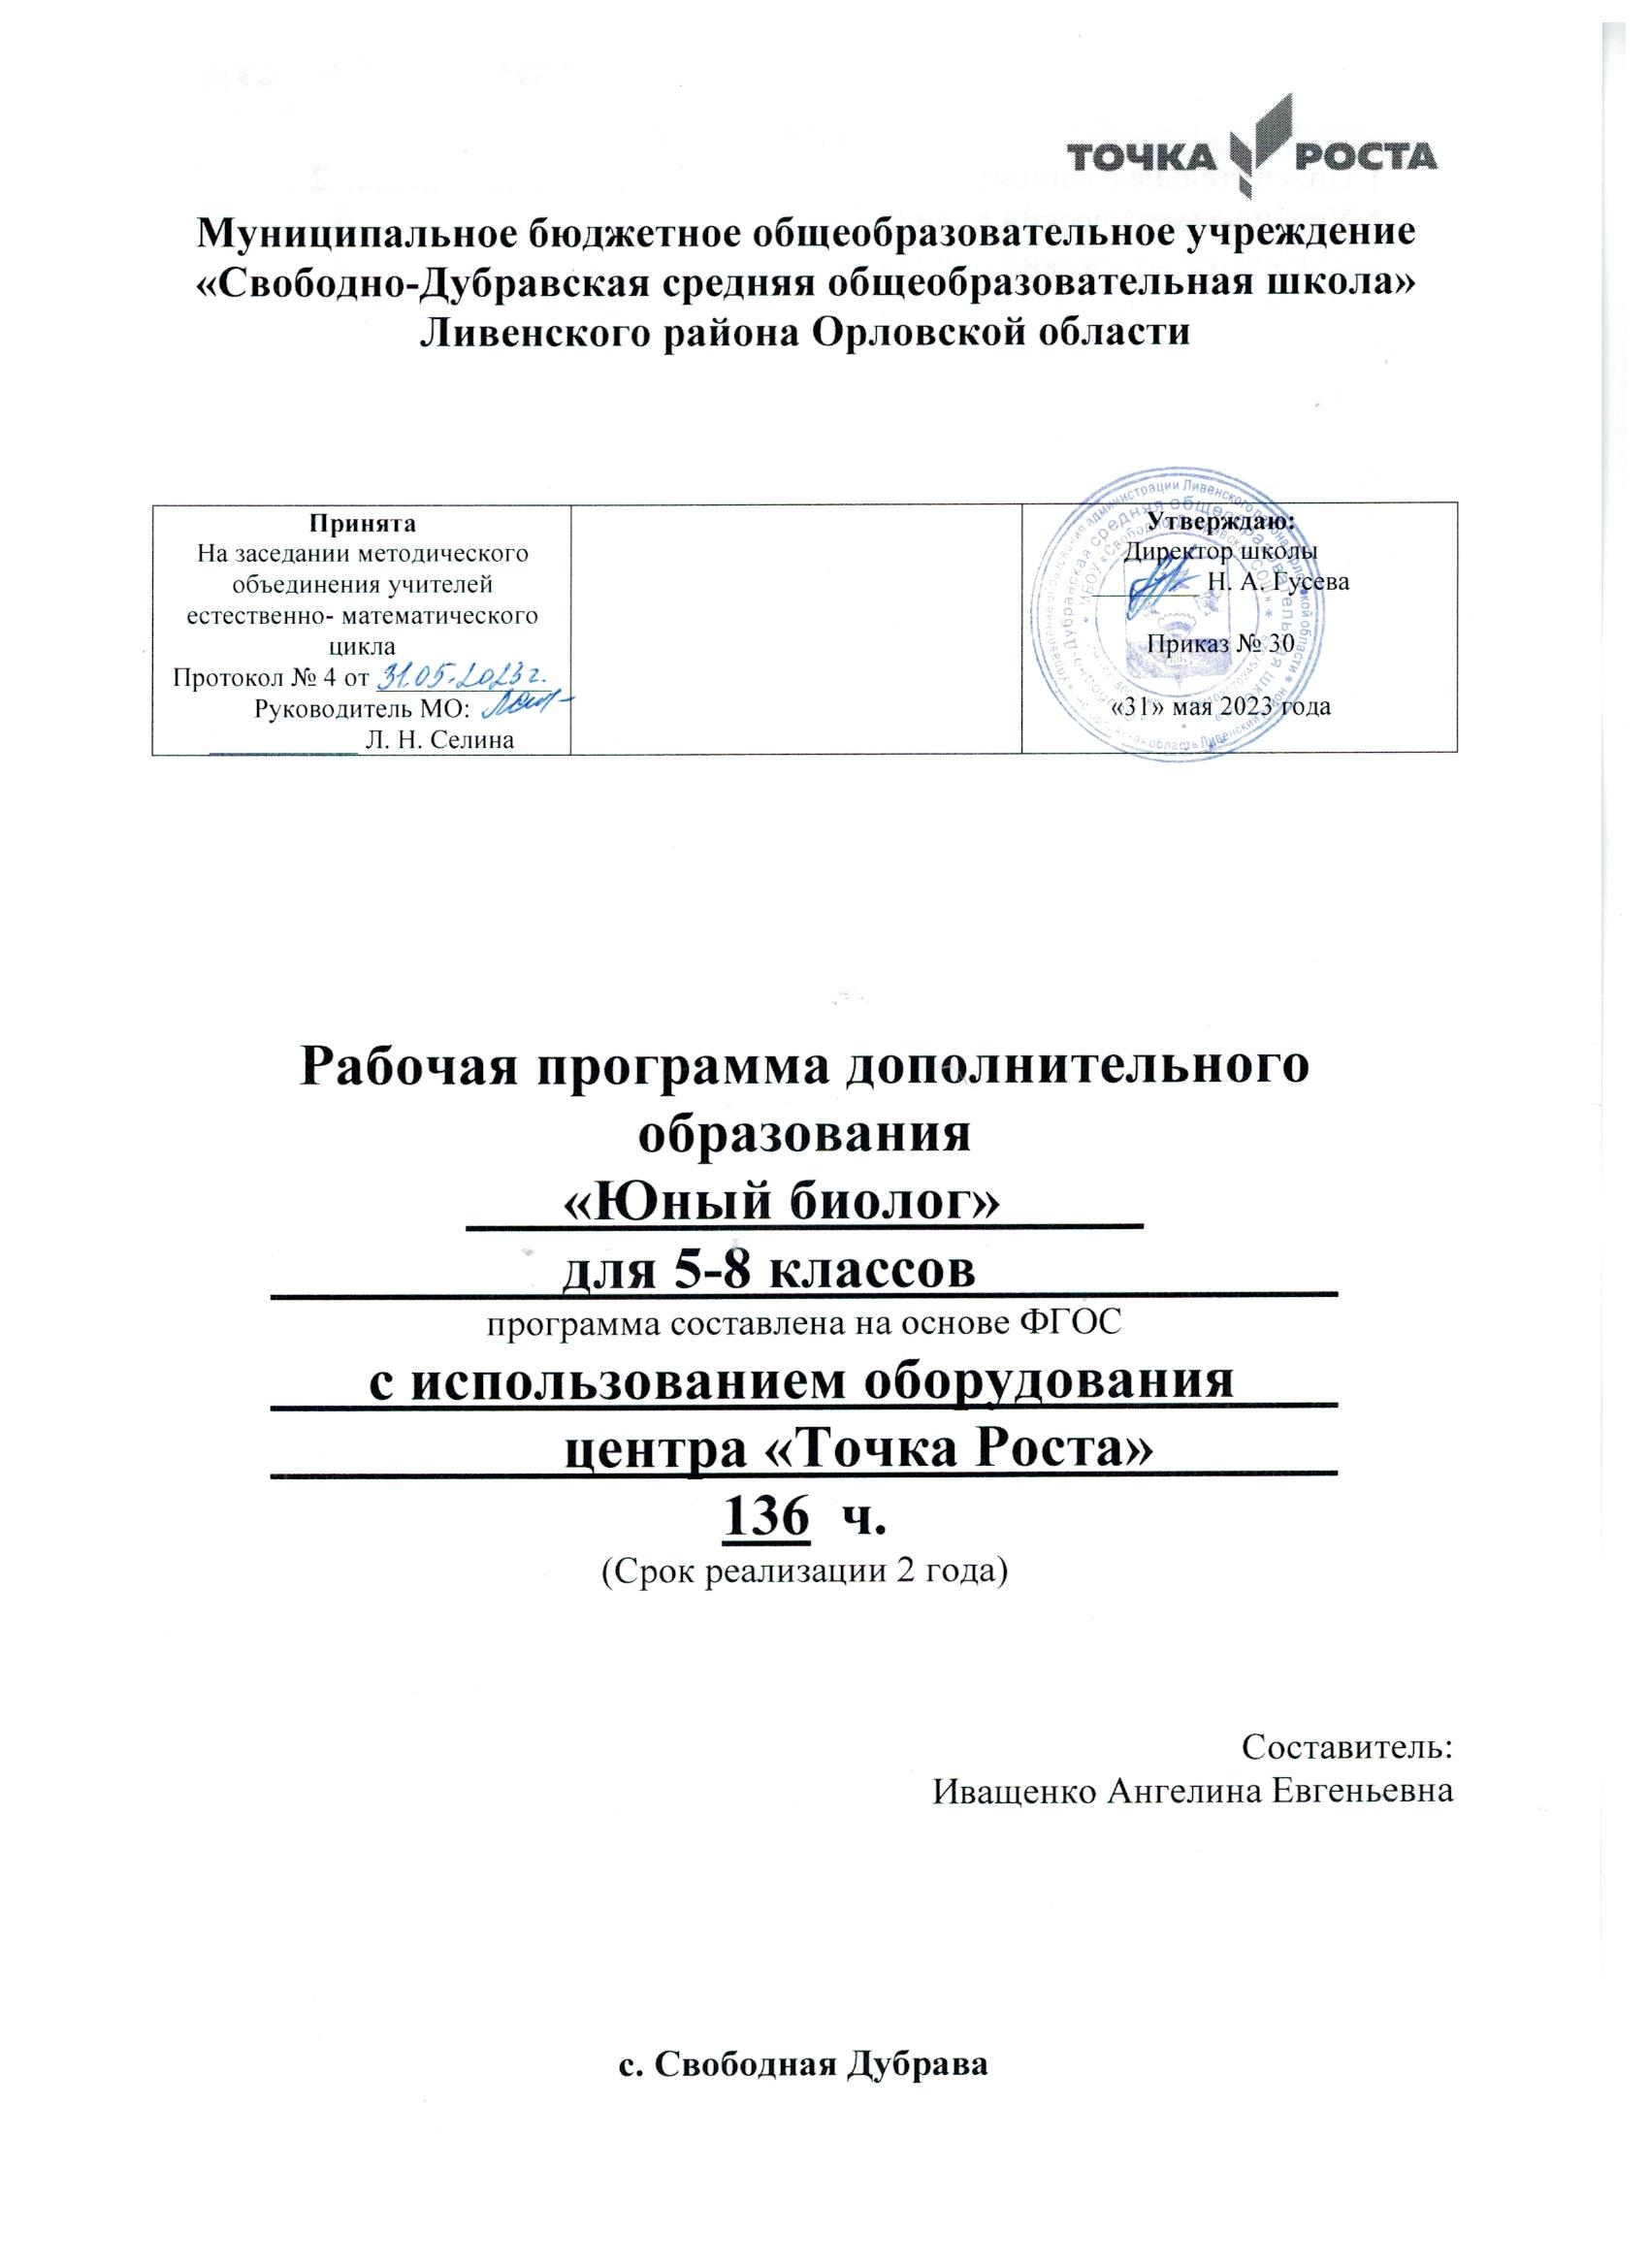 ТОЧКА РОСТА
Муниципальное бюджетное общеобразовательное учреждение
«Свободно-Дубравская средняя общеобразовательная школа»
Ливенского района Орловской области
Принята
На заседании методического
объединения учителей
естественно- математического
цикла
Протокол № 4 от 31.05.2023 г.
Руководитель МО:
Л. Н. Селина
Утверждаю:
Директор школы
Н. А. Гусева
Приказ № 30
«31» мая 2023 года
Рабочая программа дополнительного
образования
«Юный биолог»
для 5-8 классов
программа составлена на основе ФГОС
с использованием оборудования
центра «Точка Роста»
136 ч.
(Срок реализации 2 года)
Составитель:
Иващенко Ангелина Евгеньевна
с. Свободная Дубрава